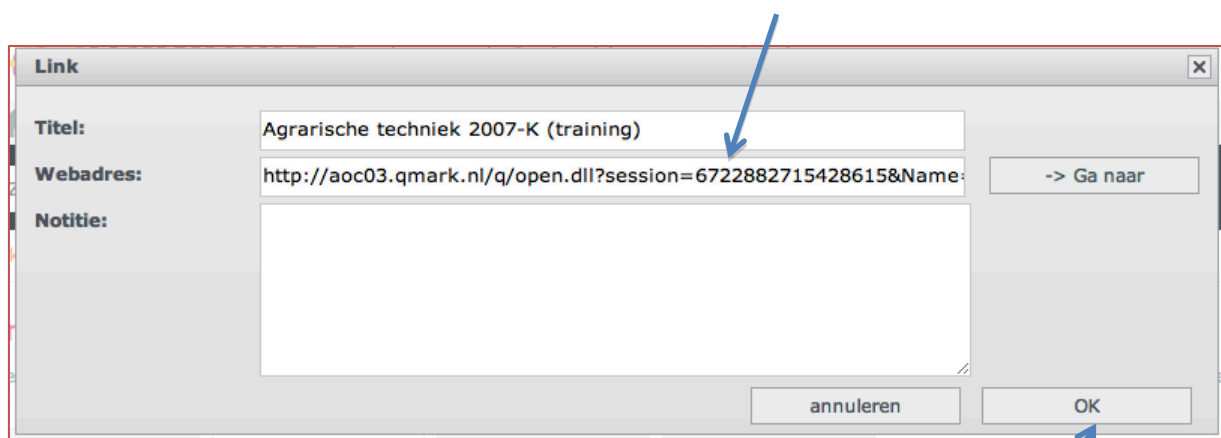 Link
Titel: Agrarische techniek 2007-K (training)
Webadres: http://aoc03.qmark.nl/q/open.dll?session=6722882715428615&Name= -> Ga naar
Notitie:
annuleren OK